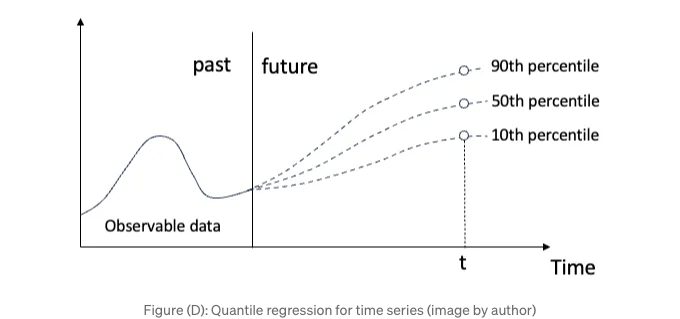 past
future
90th percentile
50th percentile
10th percentile
Observable data
t
Time
Figure (D): Quantile regression for time series (image by author)